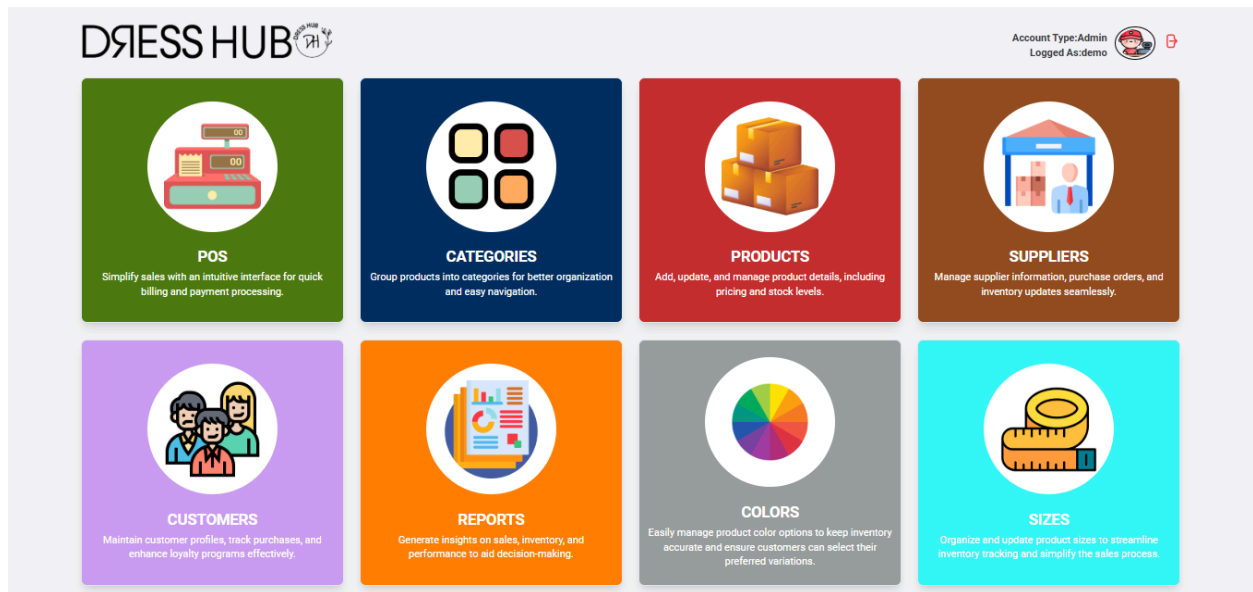 DЯESS HUB
DRESS HUB
DH
Account Type:Admin
Logged As:demo
00
00
POS
Simplify sales with an intuitive interface for quick
billing and payment processing.
CATEGORIES
Group products into categories for better organization
and easy navigation.
PRODUCTS
Add, update, and manage product details, including
pricing and stock levels.
SUPPLIERS
Manage supplier information, purchase orders, and
inventory updates seamlessly.
CUSTOMERS
Maintain customer profiles, track purchases, and
enhance loyalty programs effectively.
REPORTS
Generate insights on sales, inventory, and
performance to aid decision-making.
COLORS
Easily manage product color options to keep inventory
accurate and ensure customers can select their
preferred variations.
SIZES
Organize and update product sizes to streamline
inventory tracking and simplify the sales process.